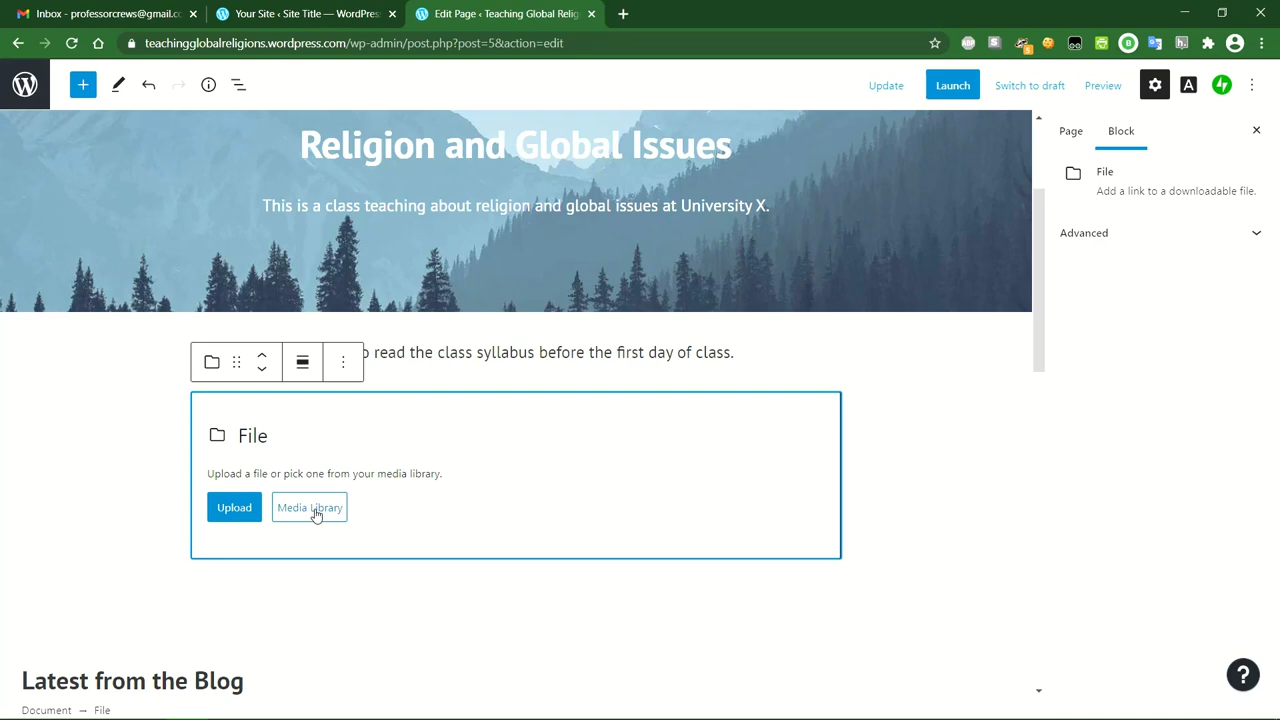 Inbox - professorcrews@gmail.co
Your Site ‹ Site Title — WordPres
Edit Page ‹ Teaching Global Relig
teachingglobalreligions.wordpress.com/wp-admin/post.php?post=5&action=edit
Update
Launch
Switch to draft
Preview
Page
Block
File
Add a link to a downloadable file.
Advanced
Religion and Global Issues
This is a class teaching about religion and global issues at University X.
read the class syllabus before the first day of class.
File
Upload a file or pick one from your media library.
Upload
Media Library
Latest from the Blog
Document → File